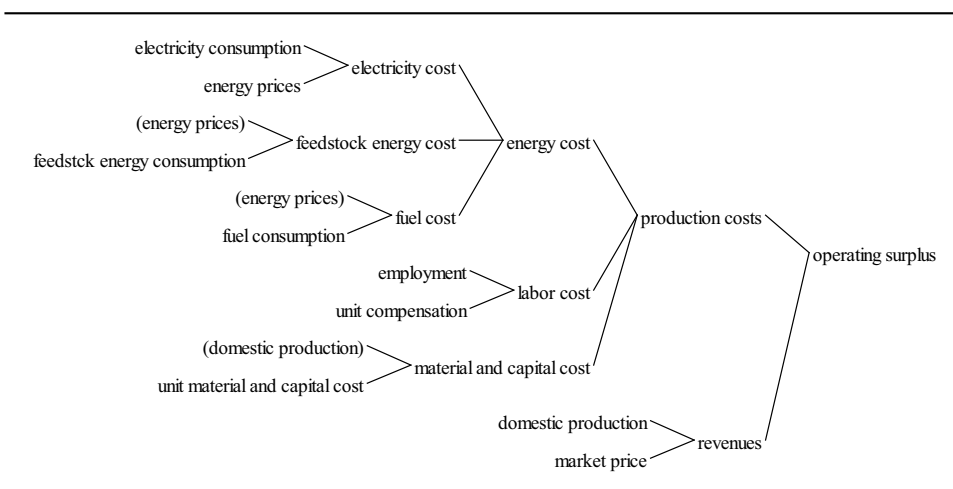 electricity consumption
electricity cost
energy prices
(energy prices)
feedstock energy cost
energy cost
feedstck energy consumption
(energy prices)
fuel cost
production costs
fuel consumption
operating surplus
employment
labor cost
unit compensation
(domestic production)
material and capital cost
unit material and capital cost
domestic production
revenues
market price